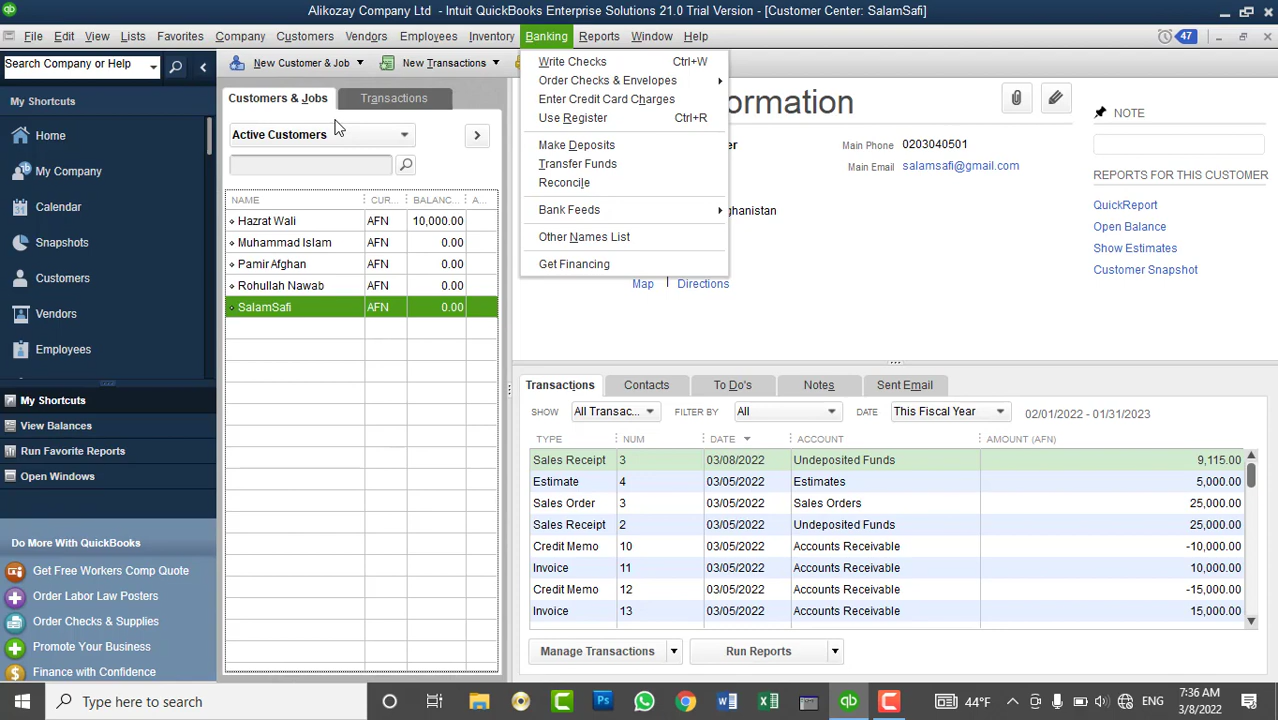 Alikozay Company Ltd - Intuit QuickBooks Enterprise Solutions 21.0 Trial Version - [Customer Center: SalamSafi]
File Edit View Lists Favorites Company Customers Vendors Employees Inventory Banking Reports Window Help 47
Search Company or Help
New Customer & Job New Transactions
My Shortcuts
Home
My Company
Calendar
Snapshots
Customers
Vendors
Employees
My Shortcuts
View Balances
Run Favorite Reports
Open Windows
Do More With QuickBooks
Get Free Workers Comp Quote
Order Labor Law Posters
Order Checks & Supplies
Promote Your Business
Finance with Confidence
Customers & Jobs Transactions
Active Customers
NAME CUR... BALANC... A...
Hazrat Wali AFN 10,000.00
Muhammad Islam AFN 0.00
Pamir Afghan AFN 0.00
Rohullah Nawab AFN 0.00
SalamSafi AFN 0.00
Write Checks Ctrl+W
Order Checks & Envelopes
Enter Credit Card Charges
Use Register Ctrl+R
Make Deposits
Transfer Funds
Reconcile
Bank Feeds
Other Names List
Get Financing
ormation
er
ghanistan
Main Phone 0203040501
Main Email salamsafi@gmail.com
Map Directions
NOTE
REPORTS FOR THIS CUSTOMER
QuickReport
Open Balance
Show Estimates
Customer Snapshot
Transactions Contacts To Do's Notes Sent Email
SHOW All Transac... FILTER BY All DATE This Fiscal Year 02/01/2022 - 01/31/2023
TYPE NUM DATE ACCOUNT AMOUNT (AFN)
Sales Receipt 3 03/08/2022 Undeposited Funds 9,115.00
Estimate 4 03/05/2022 Estimates 5,000.00
Sales Order 3 03/05/2022 Sales Orders 25,000.00
Sales Receipt 2 03/05/2022 Undeposited Funds 25,000.00
Credit Memo 10 03/05/2022 Accounts Receivable -10,000.00
Invoice 11 03/05/2022 Accounts Receivable 10,000.00
Credit Memo 12 03/05/2022 Accounts Receivable -15,000.00
Invoice 13 03/05/2022 Accounts Receivable 15,000.00
Manage Transactions Run Reports
Type here to search
44°F ENG
7:36 AM
3/8/2022